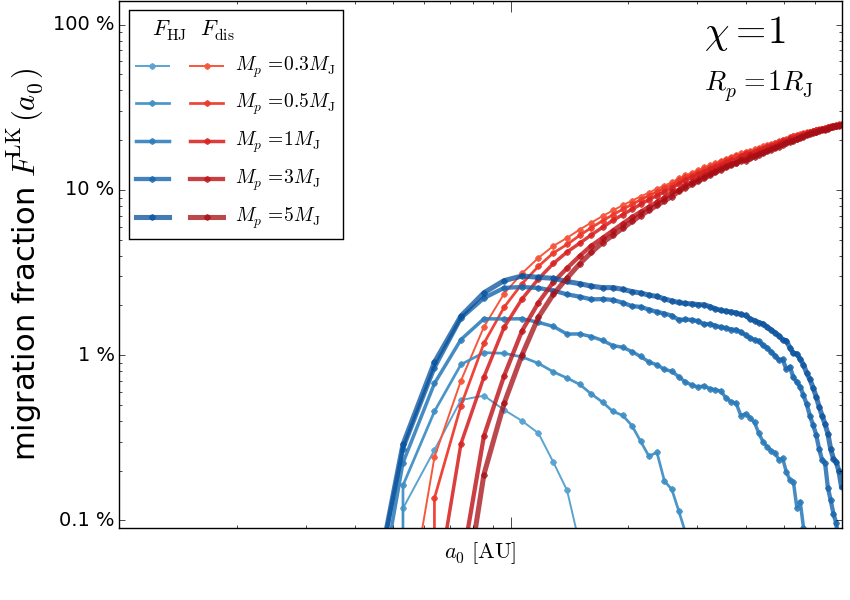 100 %
10 %
1 %
0.1 %
migration fraction F^LK (a_0)
F_HJ F_dis
M_p =0.3M_J
M_p =0.5M_J
M_p =1M_J
M_p =3M_J
M_p =5M_J
χ=1
R_p =1R_J
a_0 [AU]